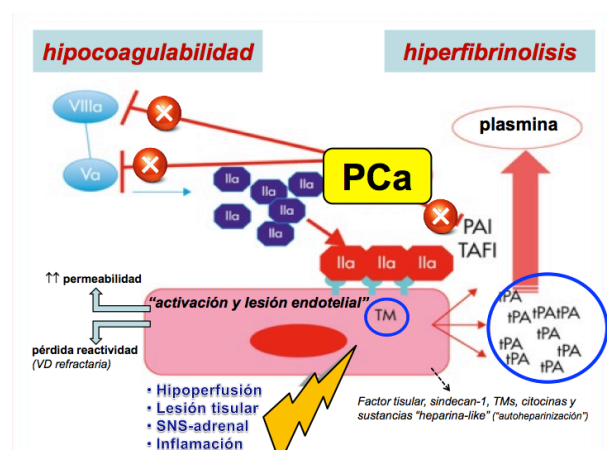 hipocoagulabilidad
hiperfibrinolisis
VIIIa
Va
PCa
plasmina
IIa
IIa
IIa
IIa
IIa
IIa
IIa
PAI
TAFI
IIa
IIa
IIa
↑↑ permeabilidad
"activación y lesión endotelial"
TM
pérdida reactividad
(VD refractaria)
tPA
tPA
tPA
tPA
tPA
tPA
tPA
tPA
• Hipoperfusión
• Lesión tisular
• SNS-adrenal
• Inflamación
Factor tisular, sindecan-1, TMs, citocinas y
sustancias "heparina-like" ("autoheparinización")